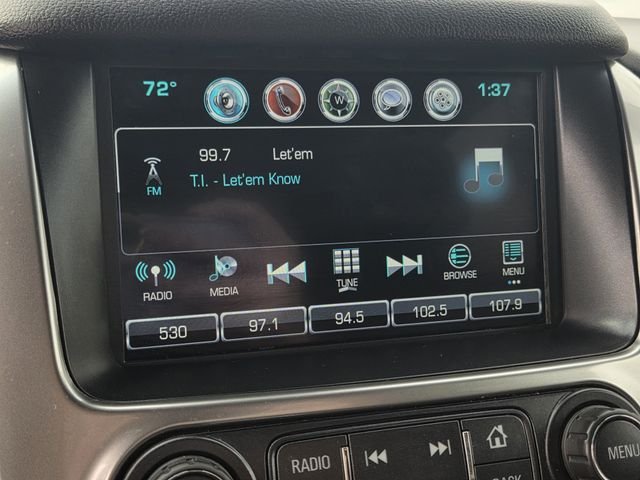 72° W 1:37
99.7 Let'em
FM T.I. - Let'em Know
RADIO MEDIA TUNE BROWSE MENU
530 97.1 94.5 102.5 107.9
RADIO MENU
BACK